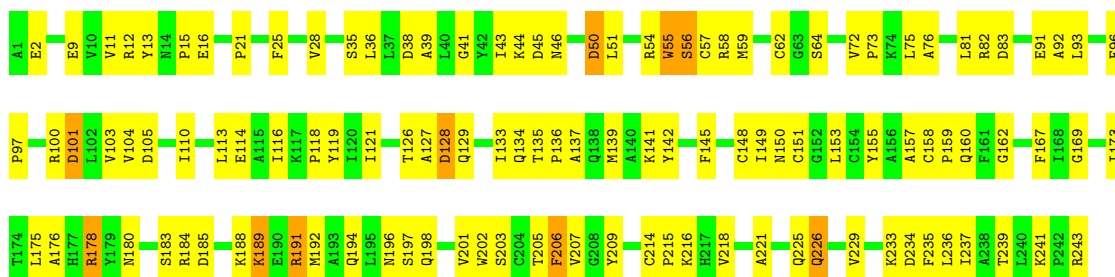 A1 E2 E9 V10 V11 R12 Y13 N14 P15 E16 P21 F25 V28 S35 L36 L37 D38 A39 L40 G41 Y42 I43 K44 D45 N46 D50 L51 R54 W55 S56 C57 R58 M59 C62 G63 S64 V72 P73 K74 L75 A76 L81 R82 D83 E91 A92 L93
P97 R100 D101 L102 V103 V104 D105 I110 L113 E114 A115 I116 K117 P118 Y119 I120 I121 T126 A127 D128 Q129 I133 Q134 T135 P136 A137 Q138 M139 A140 K141 Y142 F145 C148 I149 N150 C151 G152 L153 C154 Y155 A156 A157 C158 P159 Q160 F161 G162 F167 I168 G169
T174 L175 A176 H177 R178 Y179 N180 S183 R184 D185 K188 K189 E190 R191 M192 A193 Q194 L195 N196 S197 Q198 V201 W202 S203 C204 T205 F206 V207 G208 Y209 C214 P215 K216 H217 V218 A221 Q225 Q226 V229 K233 D234 F235 L236 I237 A238 T239 L240 K241 P242 R243